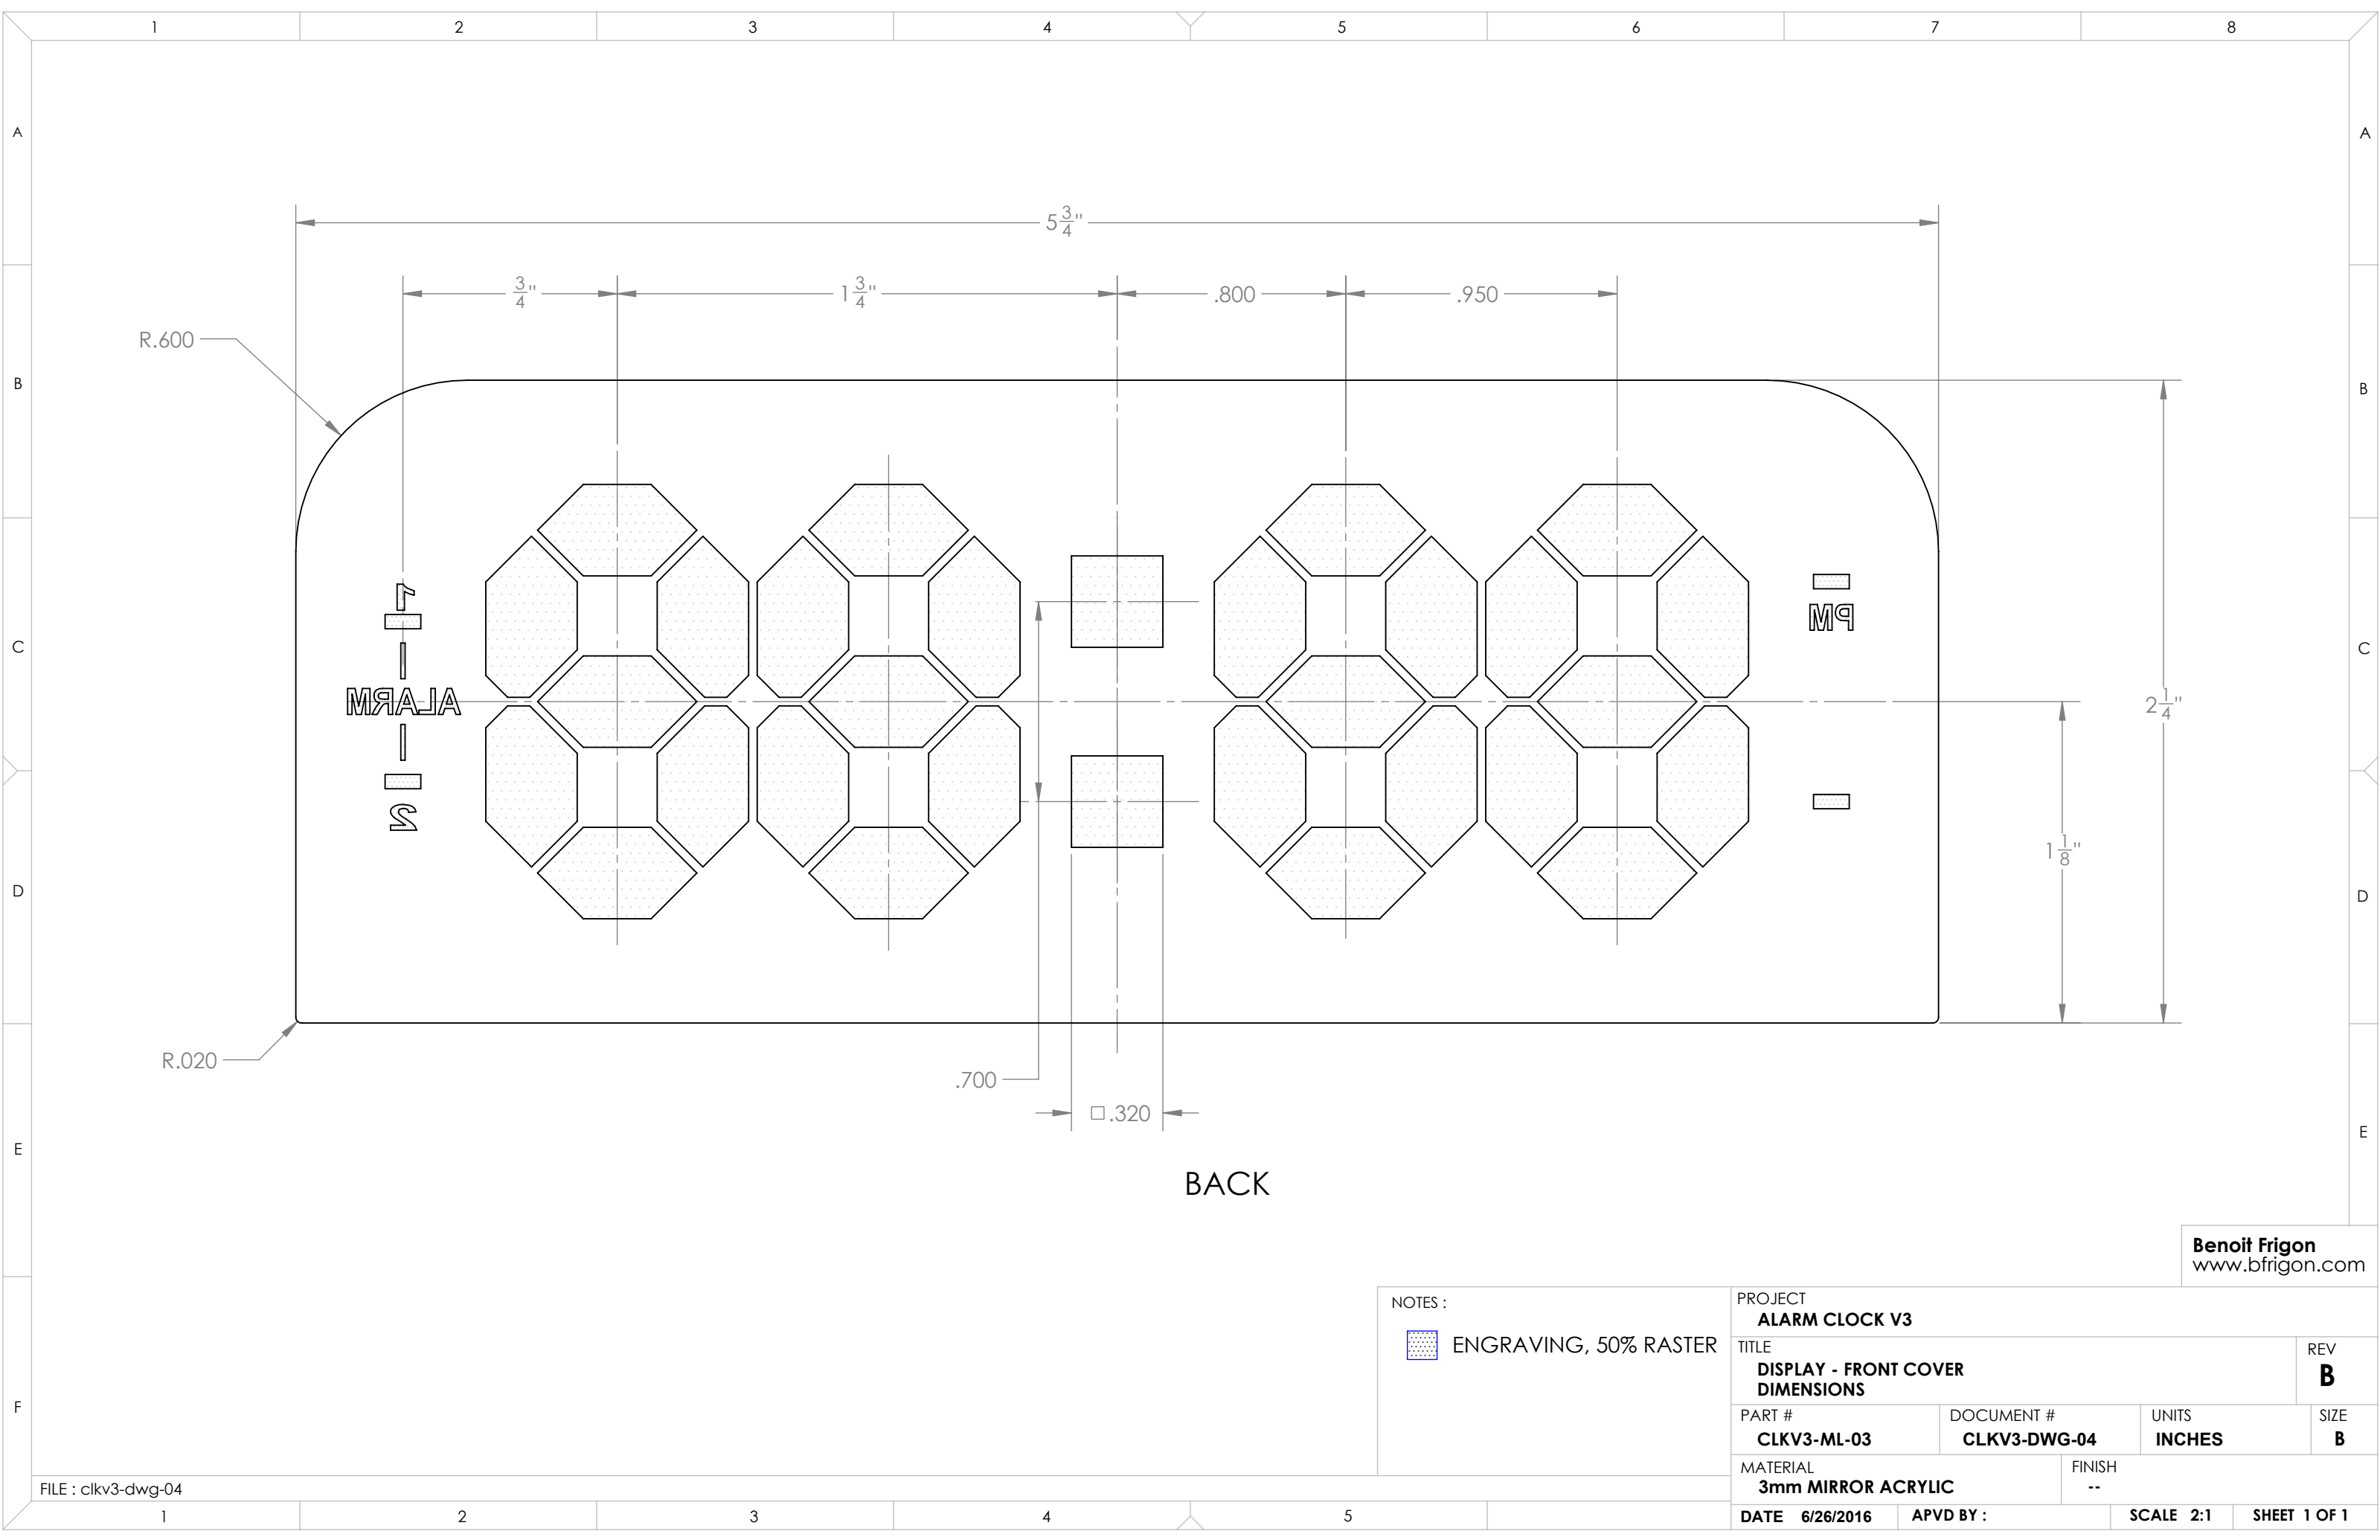 1 2 3 4 5 6 7 8
A A
5 3/4"
3/4" 1 3/4" .800 .950
R.600
B B
1
PM
C C
ALARM
2 1/4"
2
1 1/8"
D D
R.020
.700
□.320
E E
BACK
Benoit Frigon
www.bfrigon.com
NOTES :
ENGRAVING, 50% RASTER
PROJECT
ALARM CLOCK V3
TITLE
DISPLAY - FRONT COVER
DIMENSIONS
REV
B
F
PART #
CLKV3-ML-03
DOCUMENT #
CLKV3-DWG-04
UNITS
INCHES
SIZE
B
MATERIAL
3mm MIRROR ACRYLIC
FINISH
--
FILE : clkv3-dwg-04
DATE 6/26/2016 APVD BY : SCALE 2:1 SHEET 1 OF 1
1 2 3 4 5